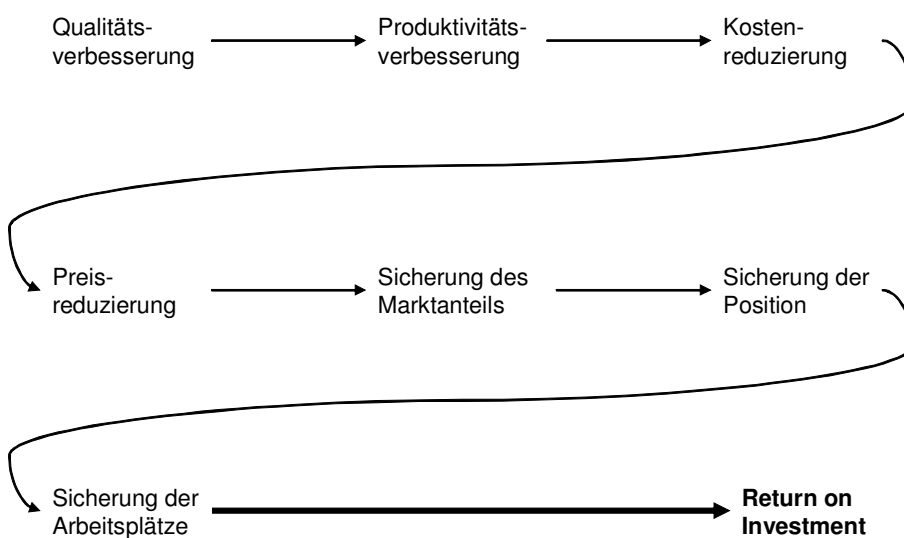 Qualitäts-
verbesserung
Produktivitäts-
verbesserung
Kosten-
reduzierung
Preis-
reduzierung
Sicherung des
Marktanteils
Sicherung der
Position
Sicherung der
Arbeitsplätze
Return on
Investment